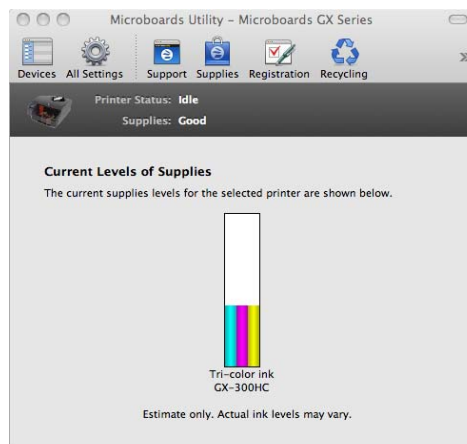 Microboards Utility – Microboards GX Series
Devices All Settings Support Supplies Registration Recycling
Printer Status: Idle
Supplies: Good
Current Levels of Supplies
The current supplies levels for the selected printer are shown below.
Tri-color ink
GX-300HC
Estimate only. Actual ink levels may vary.